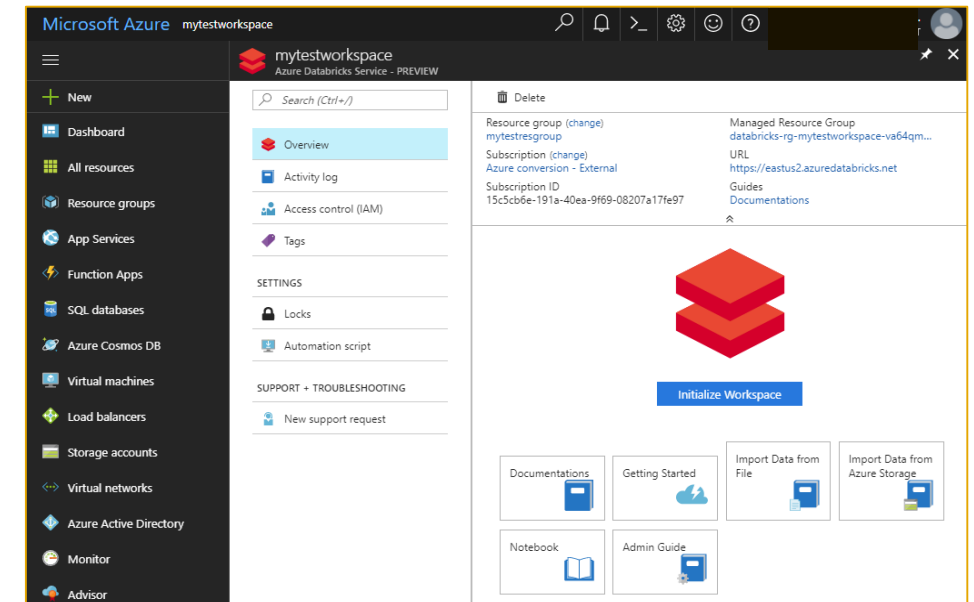 Microsoft Azure mytestworkspace
mytestworkspace
Azure Databricks Service - PREVIEW
New
Dashboard
All resources
Resource groups
App Services
Function Apps
SQL databases
Azure Cosmos DB
Virtual machines
Load balancers
Storage accounts
Virtual networks
Azure Active Directory
Monitor
Advisor
Search (Ctrl+/)
Overview
Activity log
Access control (IAM)
Tags
SETTINGS
Locks
Automation script
SUPPORT + TROUBLESHOOTING
New support request
Delete
Resource group (change)
mytestresgroup
Subscription (change)
Azure conversion - External
Subscription ID
15c5cb6e-191a-40ea-9f69-08207a17fe97
Managed Resource Group
databricks-rg-mytestworkspace-va64qm...
URL
https://eastus2.azuredatabricks.net
Guides
Documentations
Initialize Workspace
Documentations
Getting Started
Import Data from
File
Import Data from
Azure Storage
Notebook
Admin Guide